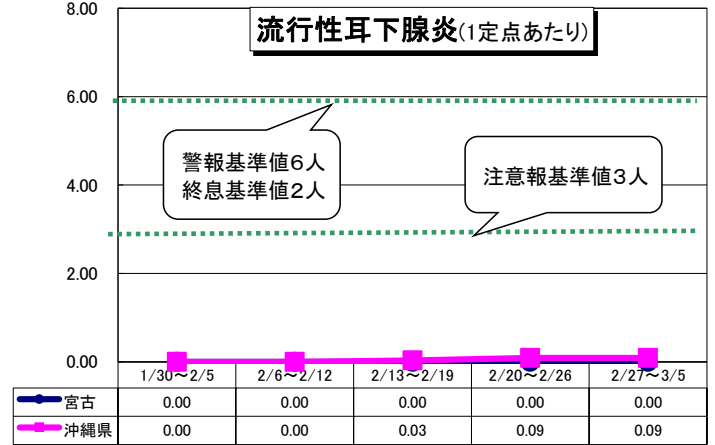 流行性耳下腺炎(1定点あたり)
8.00
6.00
4.00
2.00
0.00
警報基準値6人
終息基準値2人
注意報基準値3人
1/30～2/5 2/6～2/12 2/13～2/19 2/20～2/26 2/27～3/5
宮古 0.00 0.00 0.00 0.00 0.00
沖縄県 0.00 0.00 0.03 0.09 0.09